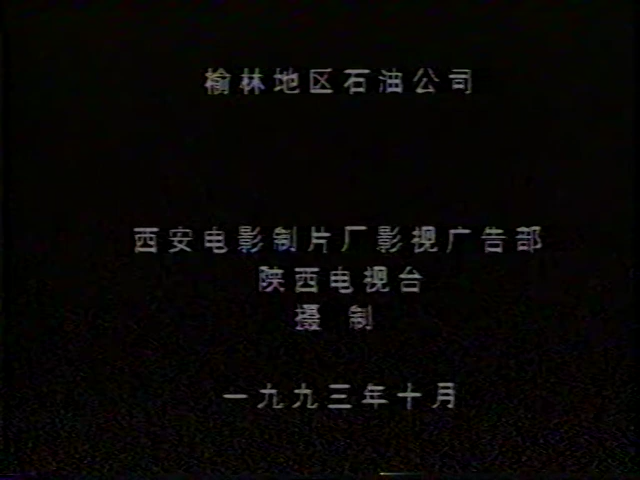 榆林地区石油公司
西安电影制片厂影视广告部
陕西电视台
摄 制
一九九三年十月